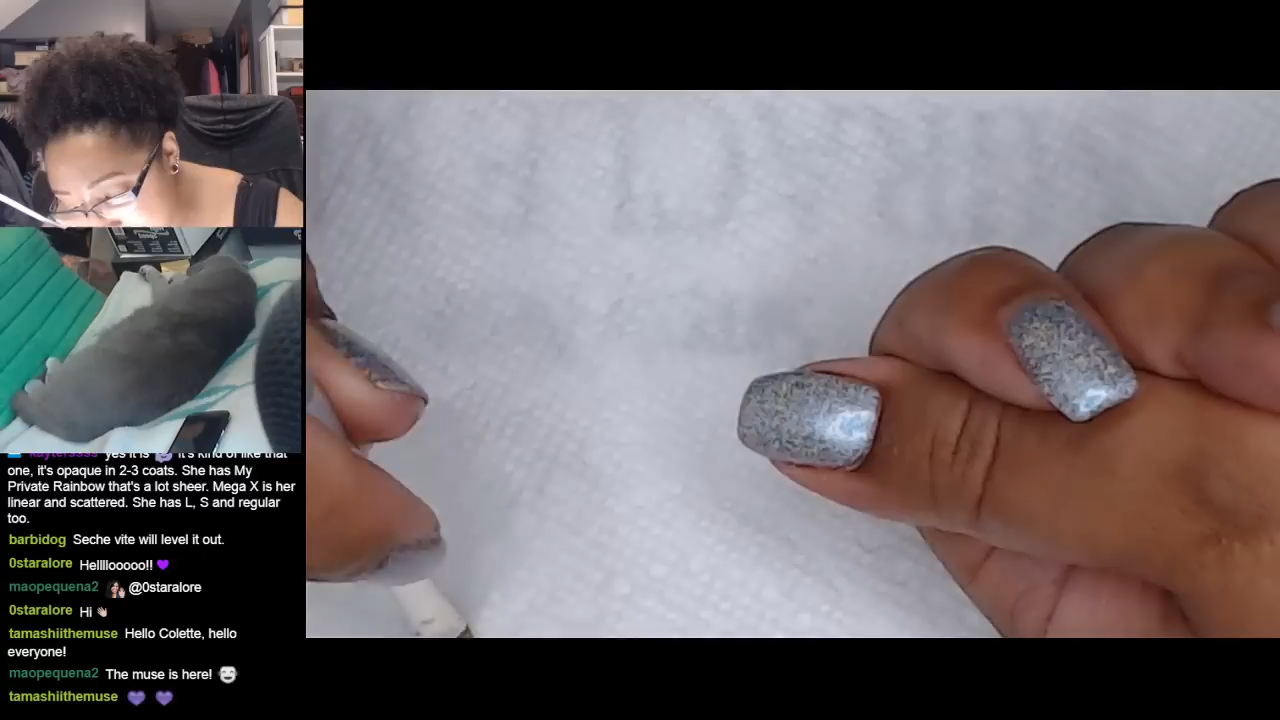 kayterssss yes it is it's kind of like that
one, it's opaque in 2-3 coats. She has My
Private Rainbow that's a lot sheer. Mega X is her
linear and scattered. She has L, S and regular
too.
barbidog Seche vite will level it out.
0staralore Helllloooo!!
maopequena2 @0staralore
0staralore Hi
tamashiithemuse Hello Colette, hello
everyone!
maopequena2 The muse is here!
tamashiithemuse